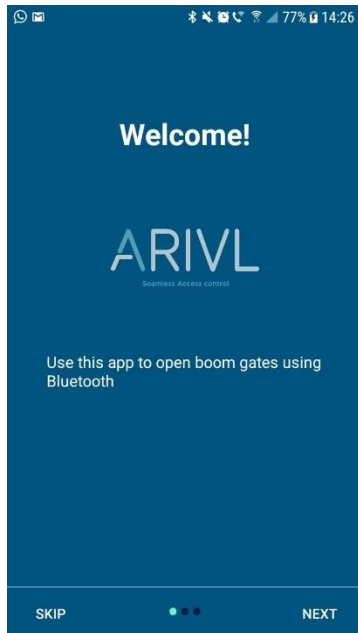 77% 14:26
Welcome!
ARIVL
Seamless Access control
Use this app to open boom gates using
Bluetooth
SKIP
NEXT